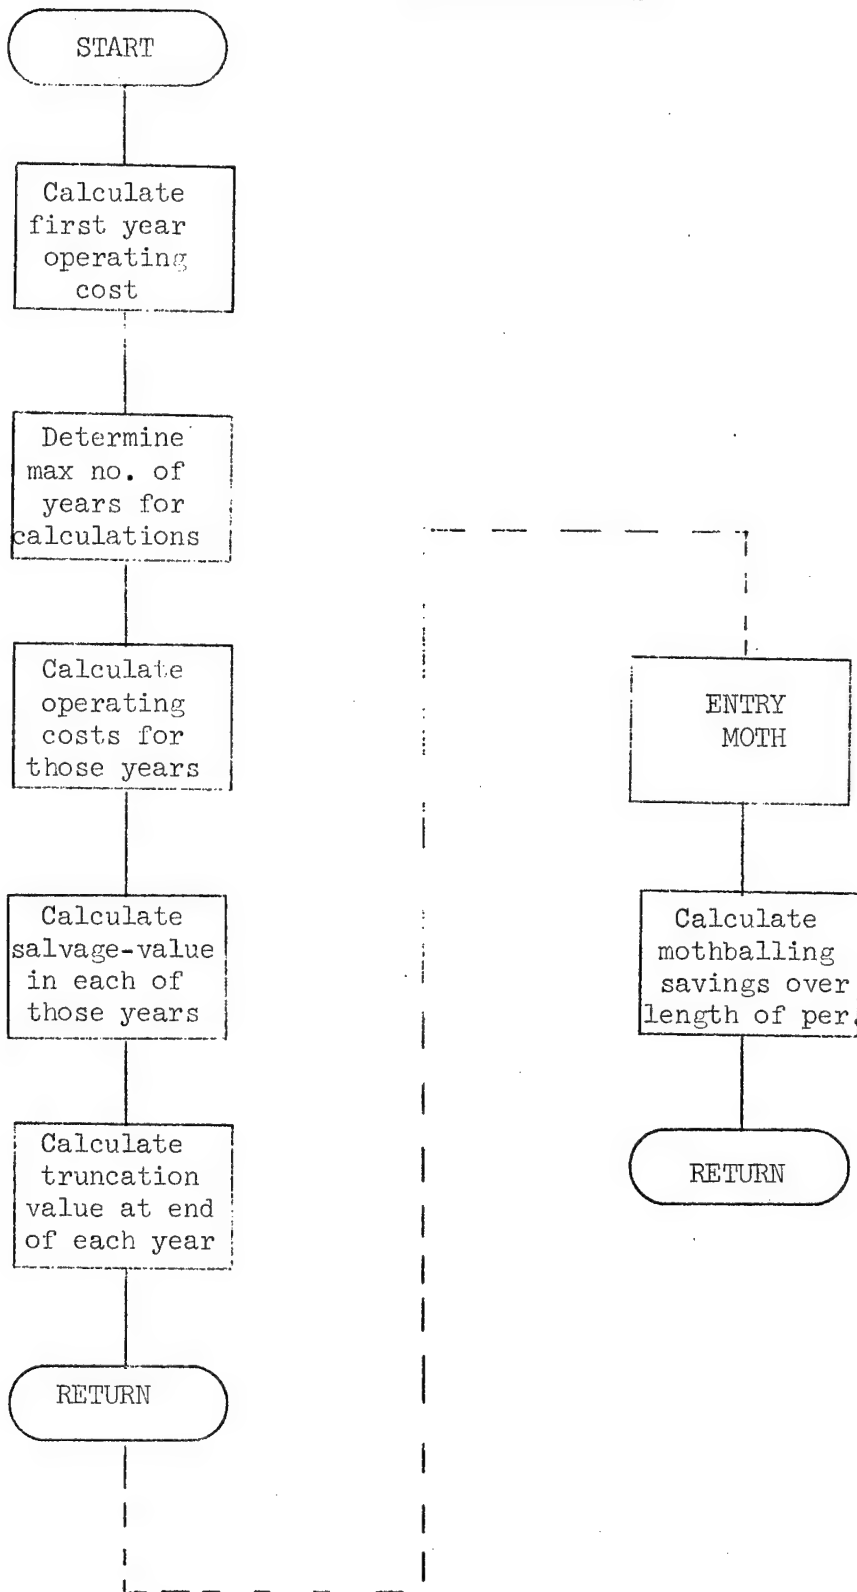 START
Calculate
first year
operating
cost
Determine
max no. of
years for
calculations
Calculate
operating
costs for
those years
Calculate
salvage-value
in each of
those years
Calculate
truncation
value at end
of each year
RETURN
ENTRY
MOTH
Calculate
mothballing
savings over
length of per.
RETURN